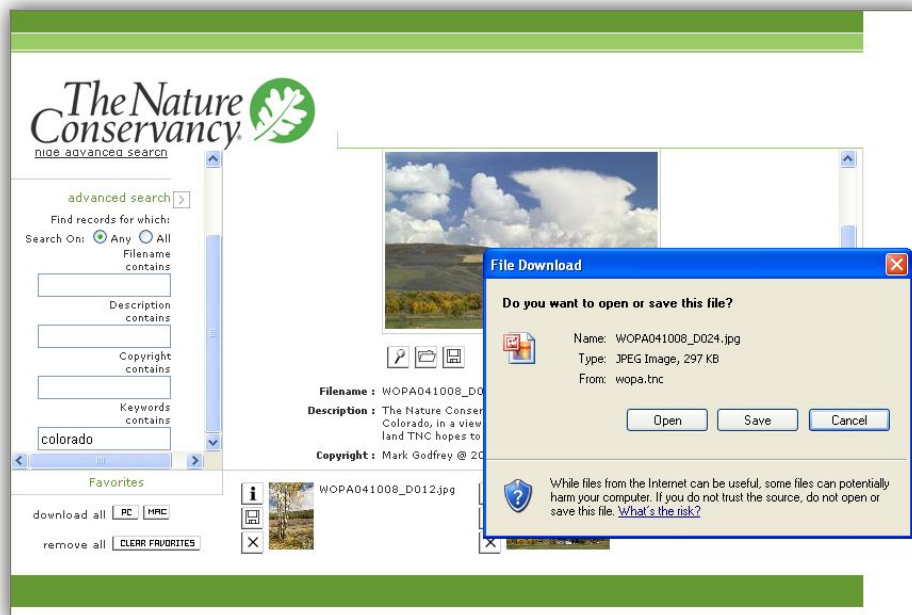 The Nature
Conservancy.
hide advanced search
advanced search
Find records for which:
Search On: Any All
Filename
contains
Description
contains
Copyright
contains
Keywords
contains
colorado
Favorites
download all PC MAC
remove all CLEAR FAVORITES
Filename : WOPA041008_D0
Description : The Nature Conser
Colorado, in a view
land TNC hopes to
Copyright : Mark Godfrey @ 20
WOPA041008_D012.jpg
File Download
Do you want to open or save this file?
Name: WOPA041008_D024.jpg
Type: JPEG Image, 297 KB
From: wopa.tnc
Open Save Cancel
While files from the Internet can be useful, some files can potentially
harm your computer. If you do not trust the source, do not open or
save this file. What's the risk?